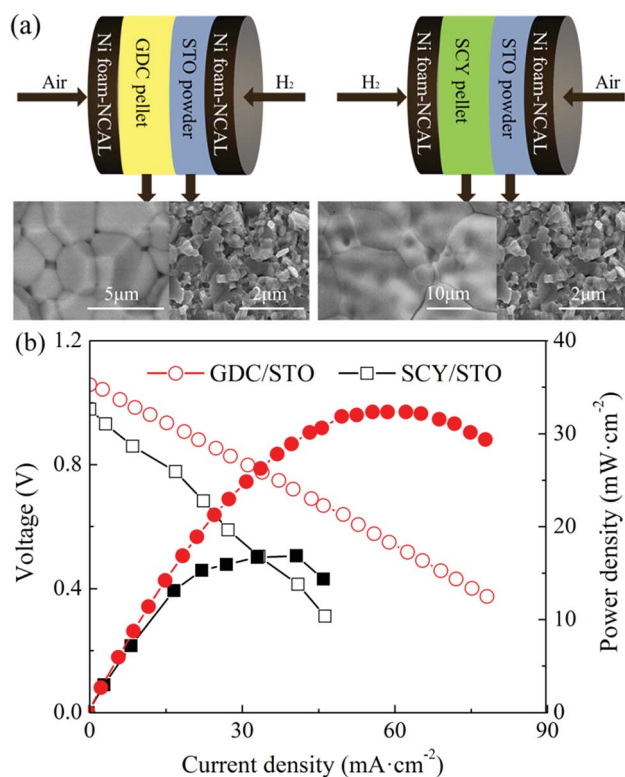 (a)
Air
Ni foam-NCAL
GDC pellet
STO powder
Ni foam-NCAL
H₂
H₂
Ni foam-NCAL
SCY pellet
STO powder
Ni foam-NCAL
Air
5μm
2μm
10μm
2μm
(b)
1.2
0.8
0.4
0.0
Voltage (V)
GDC/STO
SCY/STO
40
30
20
10
0
Power density (mW·cm⁻²)
0
30
60
90
Current density (mA·cm⁻²)